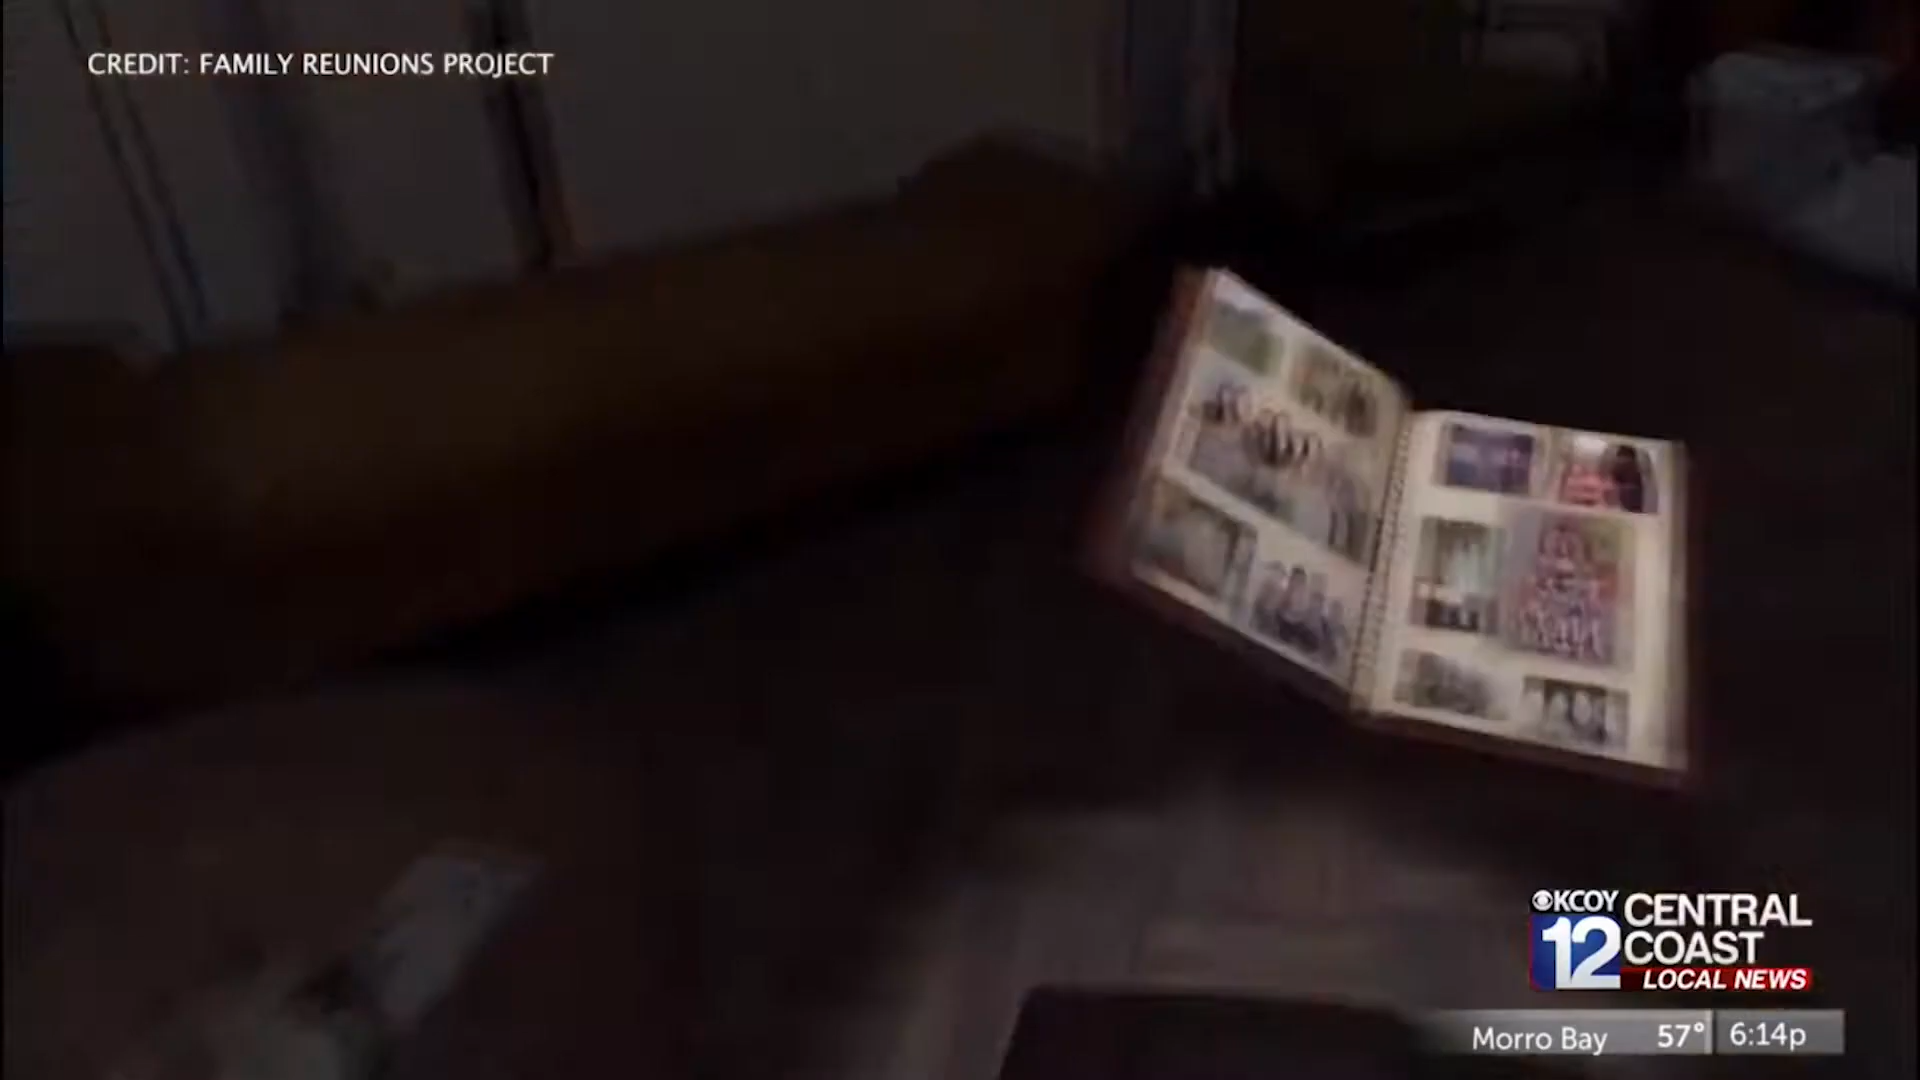 CREDIT: FAMILY REUNIONS PROJECT
KCOY
12
CENTRAL
COAST
LOCAL NEWS
Morro Bay 57° 6:14p